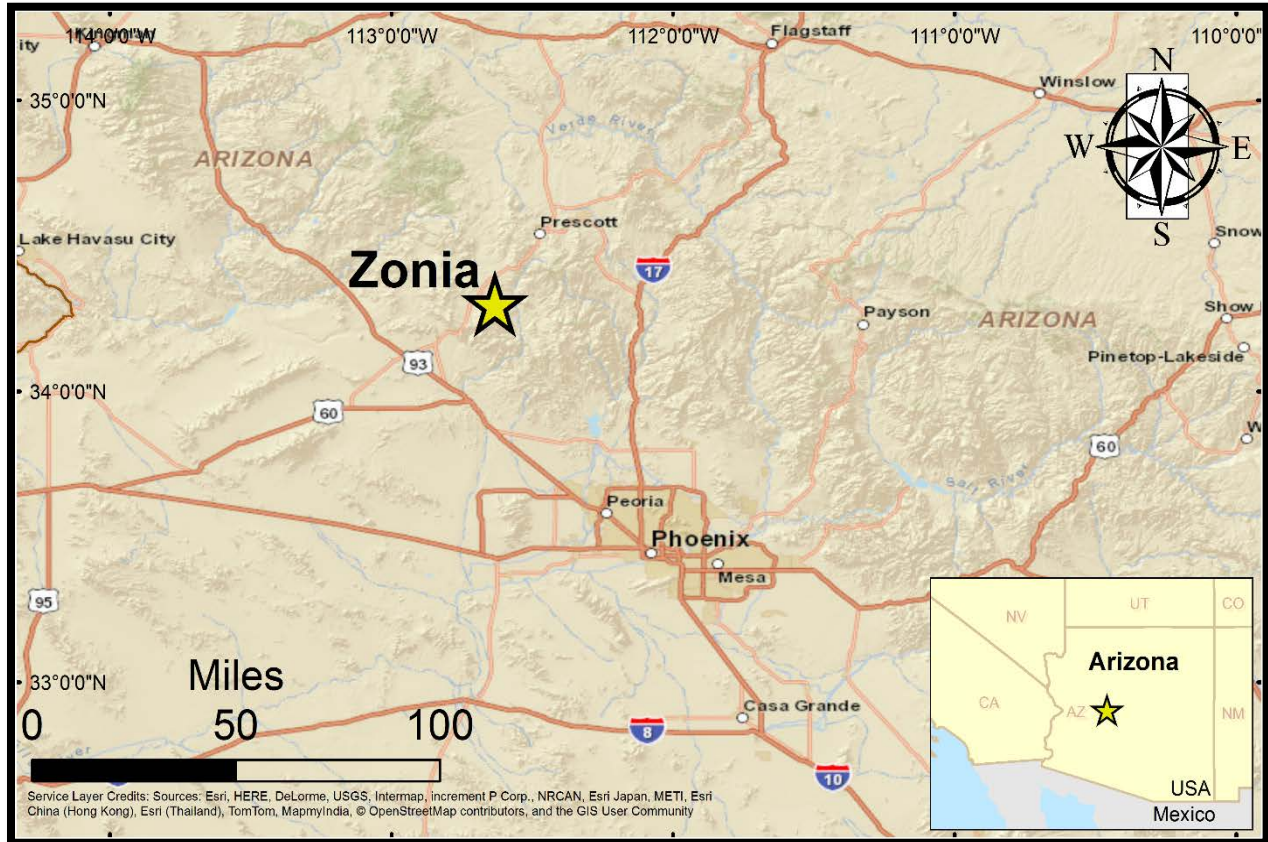 114°0'0"W 113°0'0"W 112°0'0"W 111°0'0"W 110°0'0"
ity
Kingman
Flagstaff
N
Winslow
35°0'0"N
Verde River
W E
ARIZONA
S
Prescott
Lake Havasu City
Snow
Zonia
17
Show
Payson
ARIZONA
Pinetop-Lakeside
93
34°0'0"N
60
W
60
Salt River
Peoria
Phoenix
Mesa
95
NV UT CO
Arizona
33°0'0"N
Miles
CA AZ NM
Casa Grande
0 50 100
8
10
USA
Mexico
Service Layer Credits: Sources: Esri, HERE, DeLorme, USGS, Intermap, increment P Corp., NRCAN, Esri Japan, METI, Esri
China (Hong Kong), Esri (Thailand), TomTom, MapmyIndia, © OpenStreetMap contributors, and the GIS User Community